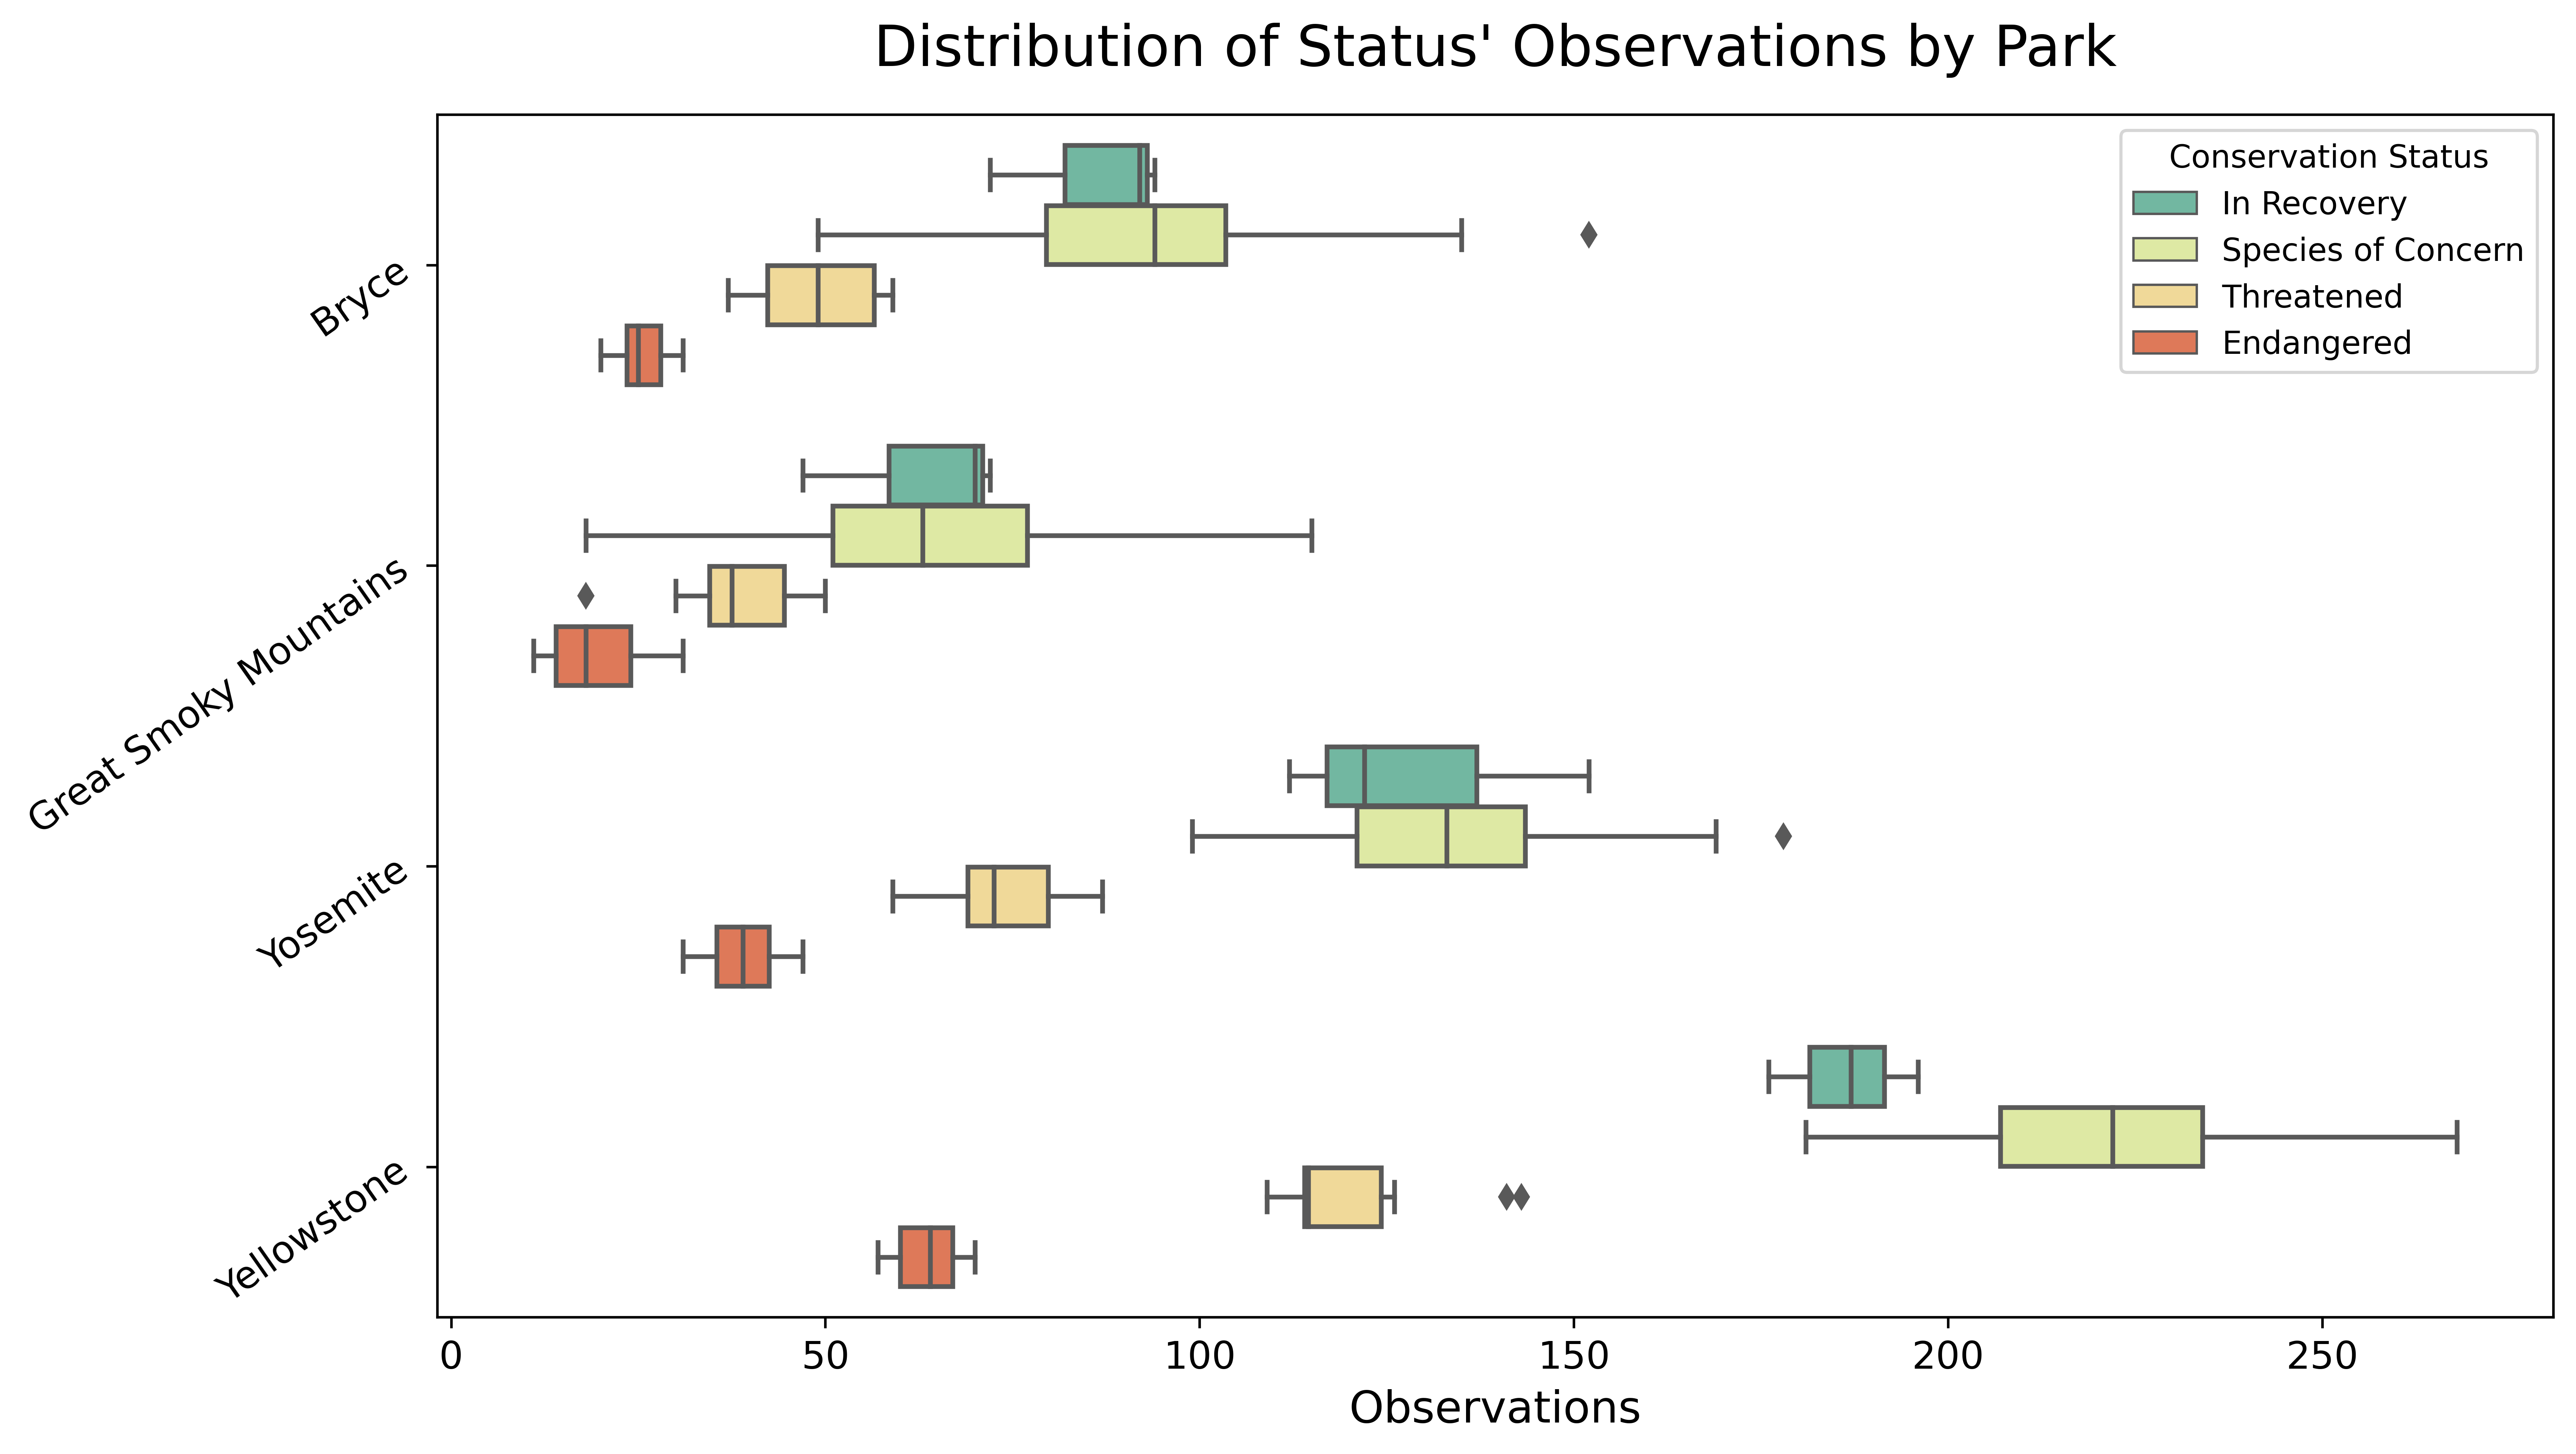 Distribution of Status' Observations by Park
Conservation Status
In Recovery
Species of Concern
Threatened
Endangered
Bryce
Great Smoky Mountains
Yosemite
Yellowstone
0 50 100 150 200 250
Observations